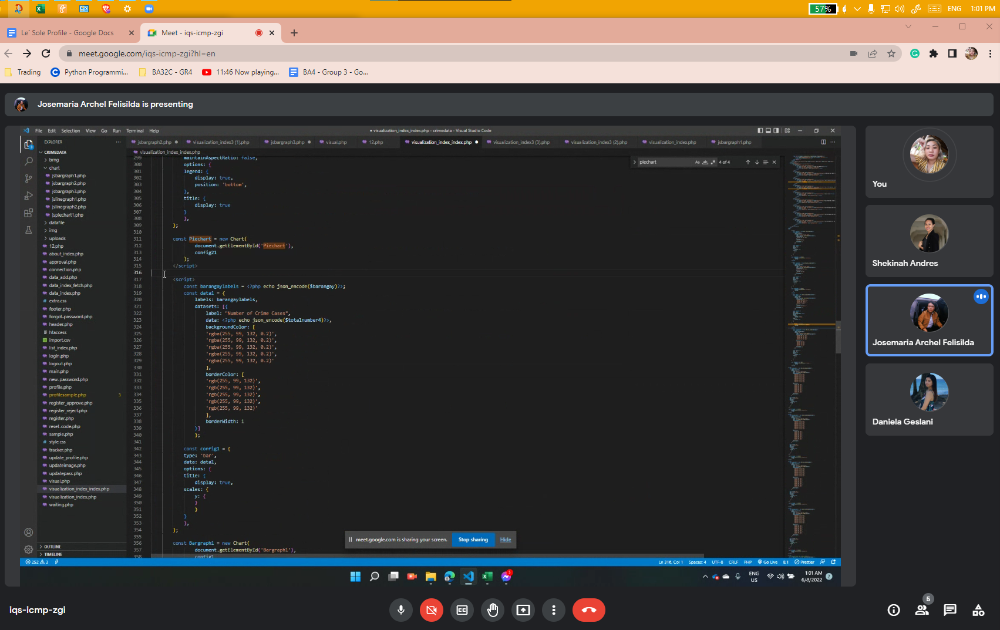 57% ENG 1:01 PM
Le` Sole Profile - Google Docs
Meet - iqs-icmp-zgi
meet.google.com/iqs-icmp-zgi?hl=en
Trading
Python Programmi...
BA32C - GR4
11:46 Now playing...
BA4 - Group 3 - Go...
Josemaria Archel Felisilda is presenting
File Edit Selection View Go Run Terminal Help
● visualization_index_index.php - crimedata - Visual Studio Code
EXPLORER
jsbargraph2.php
visualization_index3 (1).php
jsbargraph3.php
visual.php
12.php
visualization_index_index.php
visualization_index3 (3).php
visualization_index3 (2).php
visualization_index.php
jsbargraph1.php
CRIMEDATA
brng
chart
jsbargraph1.php
jsbargraph2.php
jsbargraph3.php
jslinegraph1.php
jslinegraph2.php
jspiechart1.php
datafile
img
uploads
12.php
about_index.php
approval.php
connection.php
data_add.php
data_index_fetch.php
data_index.php
extra.css
footer.php
forgot-password.php
header.php
htaccess
import.csv
list_index.php
login.php
logout.php
main.php
new-password.php
profile.php
profilesample.php 3
register_approve.php
register_reject.php
register.php
reset-code.php
sample.php
style.css
tracker.php
update_profile.php
updateimage.php
updatepass.php
visual.php
visualization_index_index.php
visualization_index.php
waiting.php
OUTLINE
TIMELINE
visualization_index_index.php
piechart
Aa ab 4 of 4
299 maintainAspectRatio: false,
300 options: {
301 legend: {
302 display: true,
303 position: 'bottom',
304 },
305 title: {
306 display: true
307 }
308 },
309 };
310
311 const Piechart = new Chart(
312 document.getElementById('Piechart'),
313 config21
314 );
315 </script>
316
317 <script>
318 const barangaylabels = <?php echo json_encode($barangay)?>;
319 const data1 = {
320 labels: barangaylabels,
321 datasets: [{
322 label: "Number of Crime Cases",
323 data: <?php echo json_encode($totalnumber4)?>,
324 backgroundColor: [
325 'rgba(255, 99, 132, 0.2)',
326 'rgba(255, 99, 132, 0.2)',
327 'rgba(255, 99, 132, 0.2)',
328 'rgba(255, 99, 132, 0.2)',
329 'rgba(255, 99, 132, 0.2)'
330 ],
331 borderColor: [
332 'rgb(255, 99, 132)',
333 'rgb(255, 99, 132)',
334 'rgb(255, 99, 132)',
335 'rgb(255, 99, 132)',
336 'rgb(255, 99, 132)'
337 ],
338 borderWidth: 1
339 }]
340 };
341
342 const config1 = {
343 type: 'bar',
344 data: data1,
345 options: {
346 title: {
347 display: true,
348 scales: {
349 y: {
350 }
351 }
352 }
353 },
354 };
355
356 const Bargraph1 = new Chart(
357 document.getElementById('Bargraph1'),
358 config1
meet.google.com is sharing your screen. Stop sharing Hide
252 3
Ln 316, Col 1 Spaces: 4 UTF-8 CRLF PHP Go Live 8.1 Prettier
ENG
US
1:01 AM
6/8/2022
2
You
Shekinah Andres
Josemaria Archel Felisilda
Daniela Geslani
iqs-icmp-zgi
5